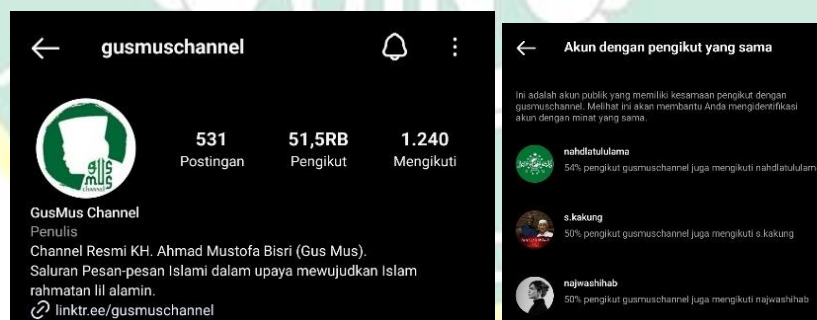 gusmuschannel
531
51,5RB
1.240
Postingan
Pengikut
Mengikuti
gus
mus
CHANNEL
GusMus Channel
Penulis
Channel Resmi KH. Ahmad Mustofa Bisri (Gus Mus).
Saluran Pesan-pesan Islami dalam upaya mewujudkan Islam
rahmatan lil alamin.
linktr.ee/gusmuschannel
Akun dengan pengikut yang sama
Ini adalah akun publik yang memiliki kesamaan pengikut dengan
gusmuschannel. Melihat ini akan membantu Anda mengidentifikasi
akun dengan minat yang sama.
nahdlatululama
54% pengikut gusmuschannel juga mengikuti nahdlatululam
s.kakung
50% pengikut gusmuschannel juga mengikuti s.kakung
najwashihab
50% pengikut gusmuschannel juga mengikuti najwashihab